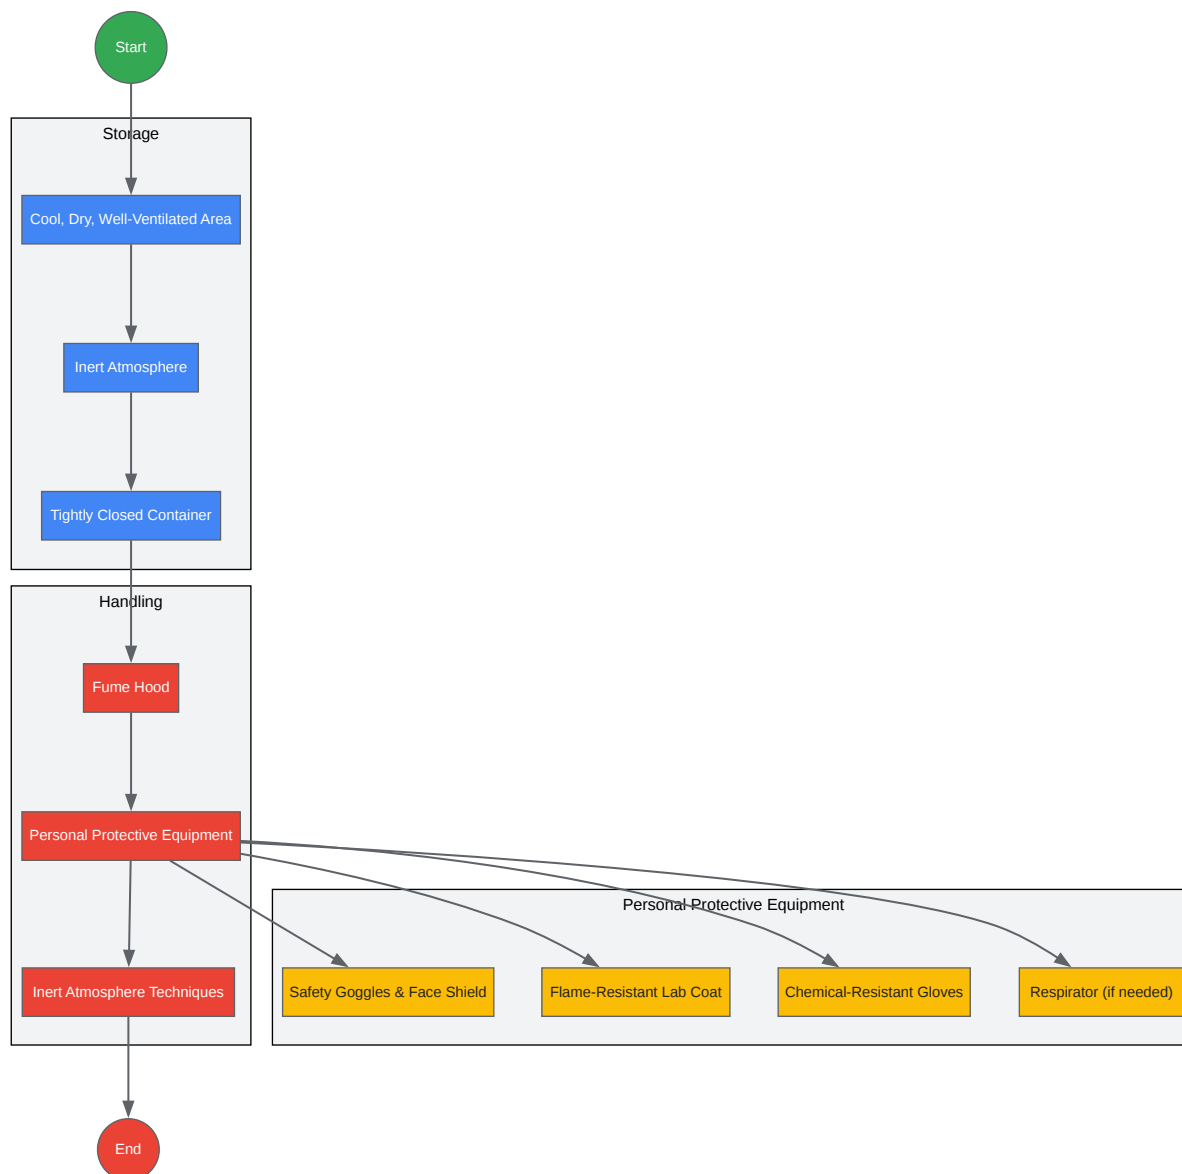 Start
Storage
Cool, Dry, Well-Ventilated Area
Inert Atmosphere
Tightly Closed Container
Handling
Fume Hood
Personal Protective Equipment
Personal Protective Equipment
Inert Atmosphere Techniques
Safety Goggles & Face Shield
Flame-Resistant Lab Coat
Chemical-Resistant Gloves
Respirator (if needed)
End